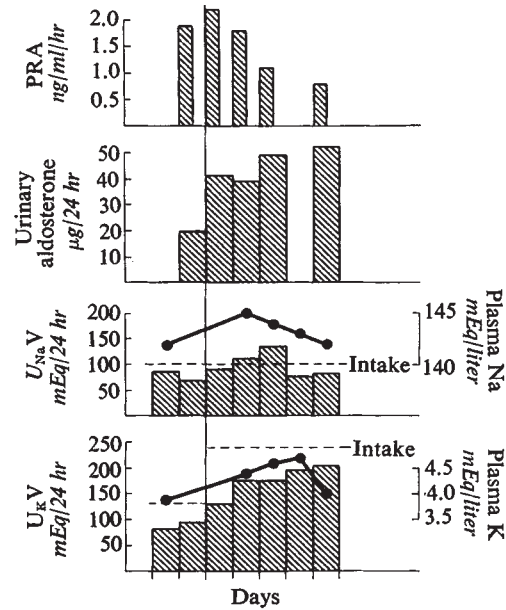 PRA
ng/ml/hr
2.0
1.5
1.0
0.5
Urinary
aldosterone
μg/24 hr
50
40
30
20
10
UNaV
mEq/24 hr
200
150
100
50
Intake
145
140
Plasma Na
mEq/liter
UKV
mEq/24 hr
250
200
150
100
50
Intake
4.5
4.0
3.5
Plasma K
mEq/liter
Days